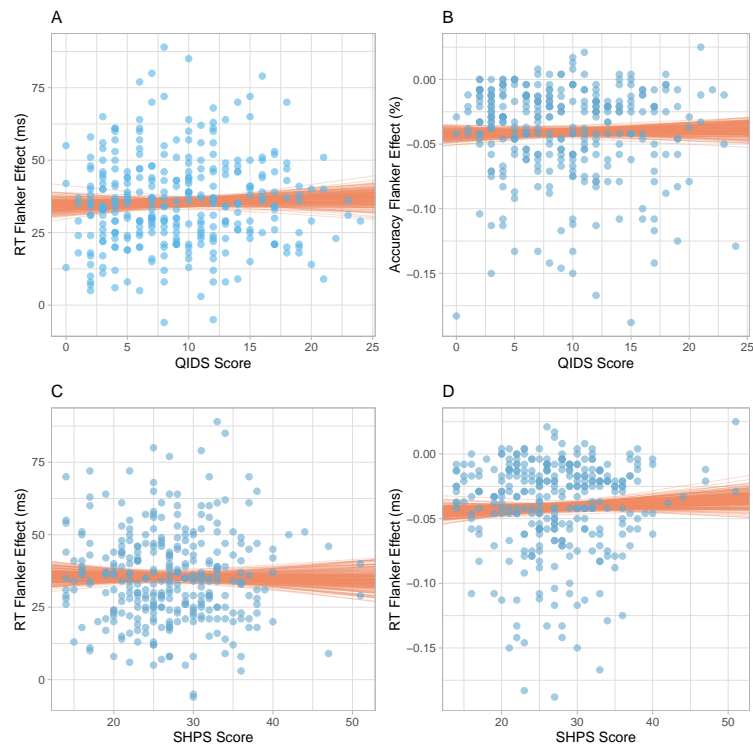 A
75
50
25
0
RT Flanker Effect (ms)
0 5 10 15 20 25
QIDS Score
B
0.00
−0.05
−0.10
−0.15
Accuracy Flanker Effect (%)
0 5 10 15 20 25
QIDS Score
C
75
50
25
0
RT Flanker Effect (ms)
20 30 40 50
SHPS Score
D
0.00
−0.05
−0.10
−0.15
RT Flanker Effect (ms)
20 30 40 50
SHPS Score